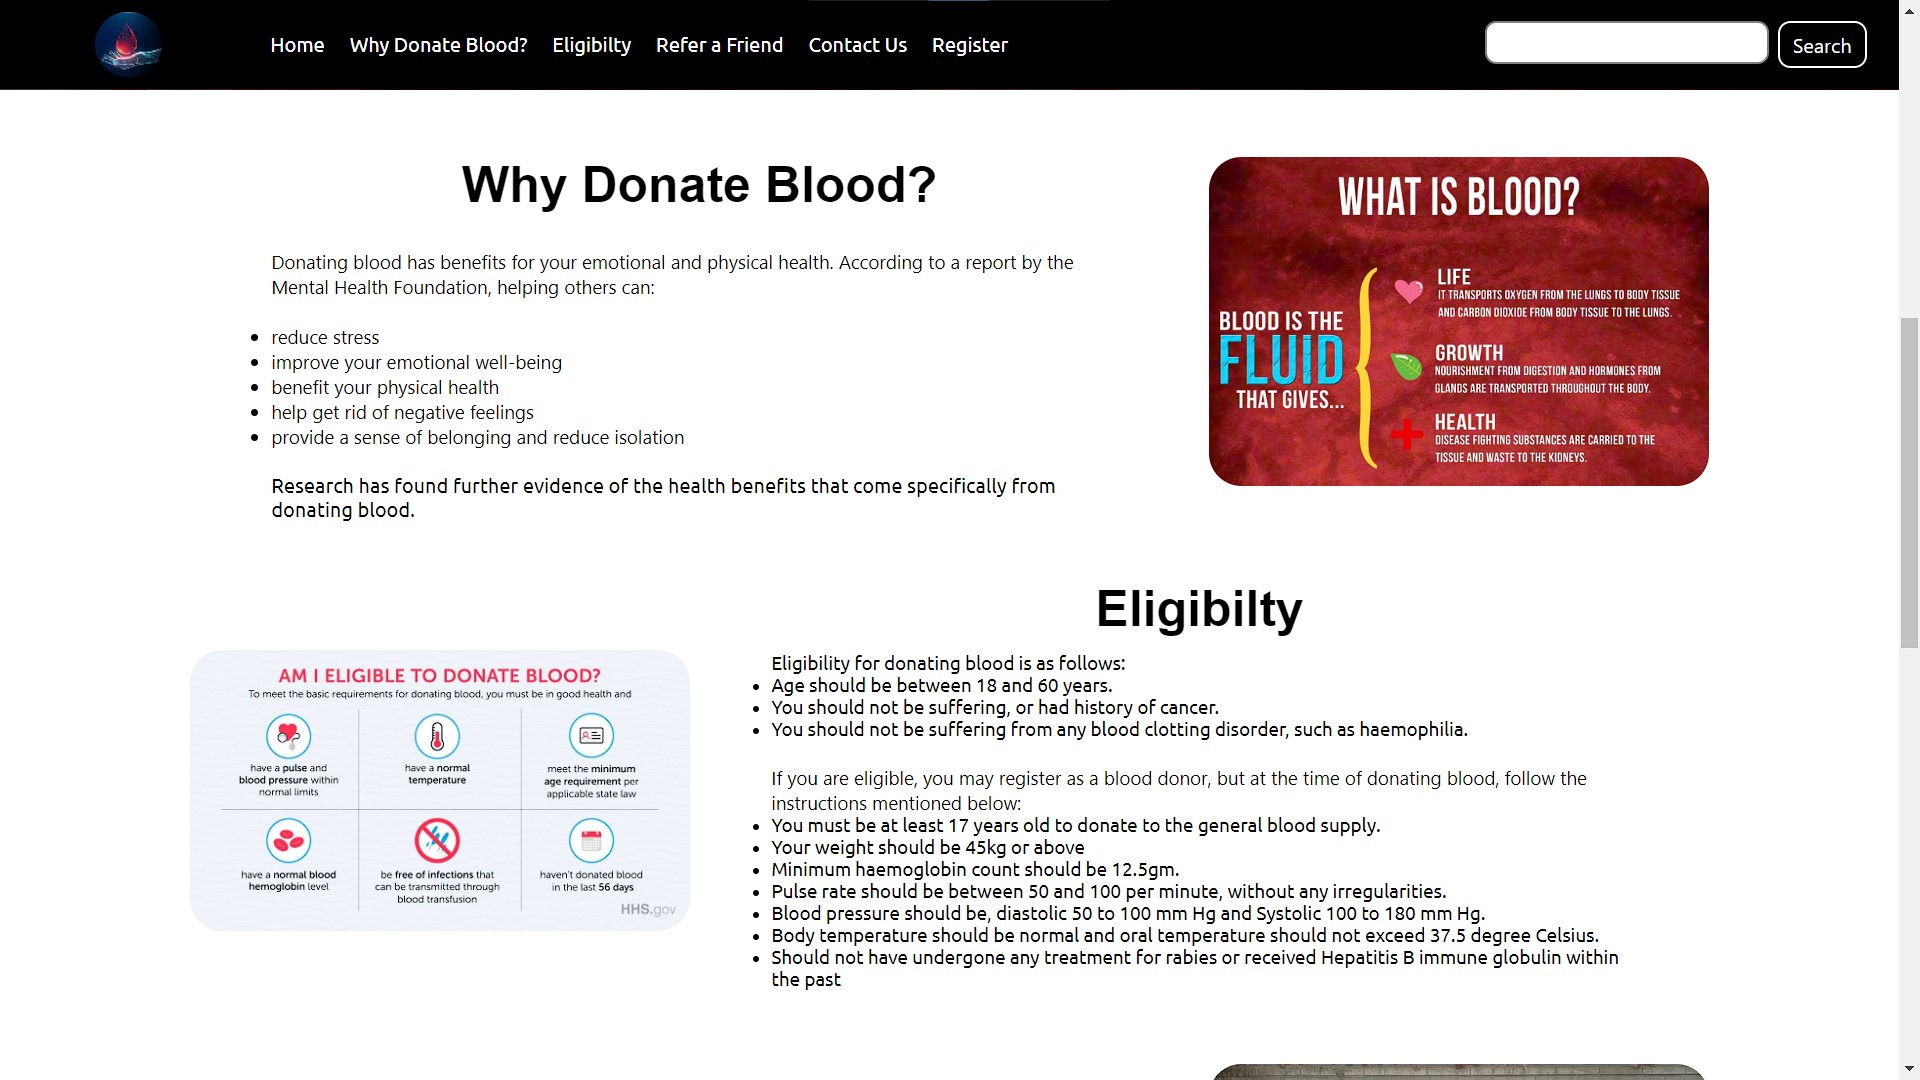 Home Why Donate Blood? Eligibilty Refer a Friend Contact Us Register Search
Why Donate Blood?
Donating blood has benefits for your emotional and physical health. According to a report by the
Mental Health Foundation, helping others can:
reduce stress
improve your emotional well-being
benefit your physical health
help get rid of negative feelings
provide a sense of belonging and reduce isolation
Research has found further evidence of the health benefits that come specifically from
donating blood.
WHAT IS BLOOD?
BLOOD IS THE
FLUID
THAT GIVES...
LIFE
IT TRANSPORTS OXYGEN FROM THE LUNGS TO BODY TISSUE
AND CARBON DIOXIDE FROM BODY TISSUE TO THE LUNGS.
GROWTH
NOURISHMENT FROM DIGESTION AND HORMONES FROM
GLANDS ARE TRANSPORTED THROUGHOUT THE BODY.
HEALTH
DISEASE FIGHTING SUBSTANCES ARE CARRIED TO THE
TISSUE AND WASTE TO THE KIDNEYS.
AM I ELIGIBLE TO DONATE BLOOD?
To meet the basic requirements for donating blood, you must be in good health and
have a pulse and
blood pressure within
normal limits
have a normal
temperature
meet the minimum
age requirement per
applicable state law
have a normal blood
hemoglobin level
be free of infections that
can be transmitted through
blood transfusion
haven't donated blood
in the last 56 days
HHS.gov
Eligibilty
Eligibility for donating blood is as follows:
Age should be between 18 and 60 years.
You should not be suffering, or had history of cancer.
You should not be suffering from any blood clotting disorder, such as haemophilia.
If you are eligible, you may register as a blood donor, but at the time of donating blood, follow the
instructions mentioned below:
You must be at least 17 years old to donate to the general blood supply.
Your weight should be 45kg or above
Minimum haemoglobin count should be 12.5gm.
Pulse rate should be between 50 and 100 per minute, without any irregularities.
Blood pressure should be, diastolic 50 to 100 mm Hg and Systolic 100 to 180 mm Hg.
Body temperature should be normal and oral temperature should not exceed 37.5 degree Celsius.
Should not have undergone any treatment for rabies or received Hepatitis B immune globulin within
the past